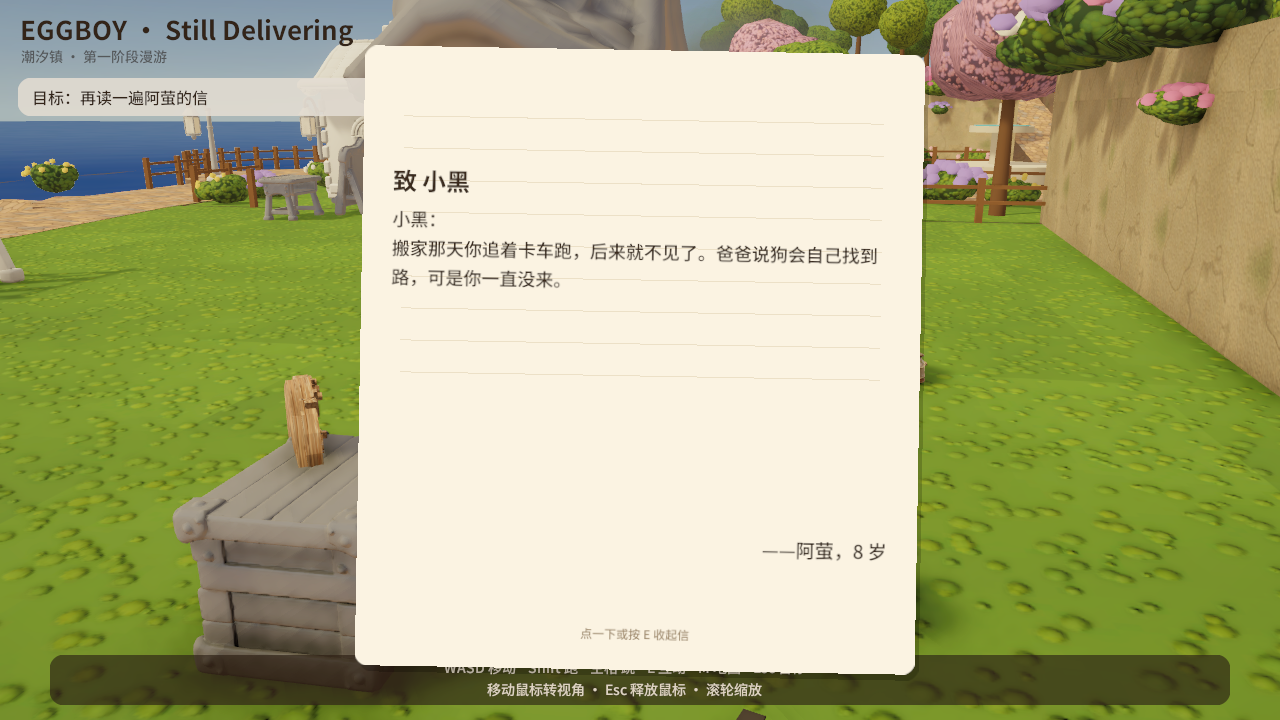 EGGBOY · Still Delivering
潮汐镇 · 第一阶段漫游
目标：再读一遍阿萤的信
致 小黑
小黑：
搬家那天你追着卡车跑，后来就不见了。爸爸说狗会自己找到
路，可是你一直没来。
——阿萤，8 岁
点一下或按 E 收起信
WASD 移动
移动鼠标转视角 · Esc 释放鼠标 · 滚轮缩放